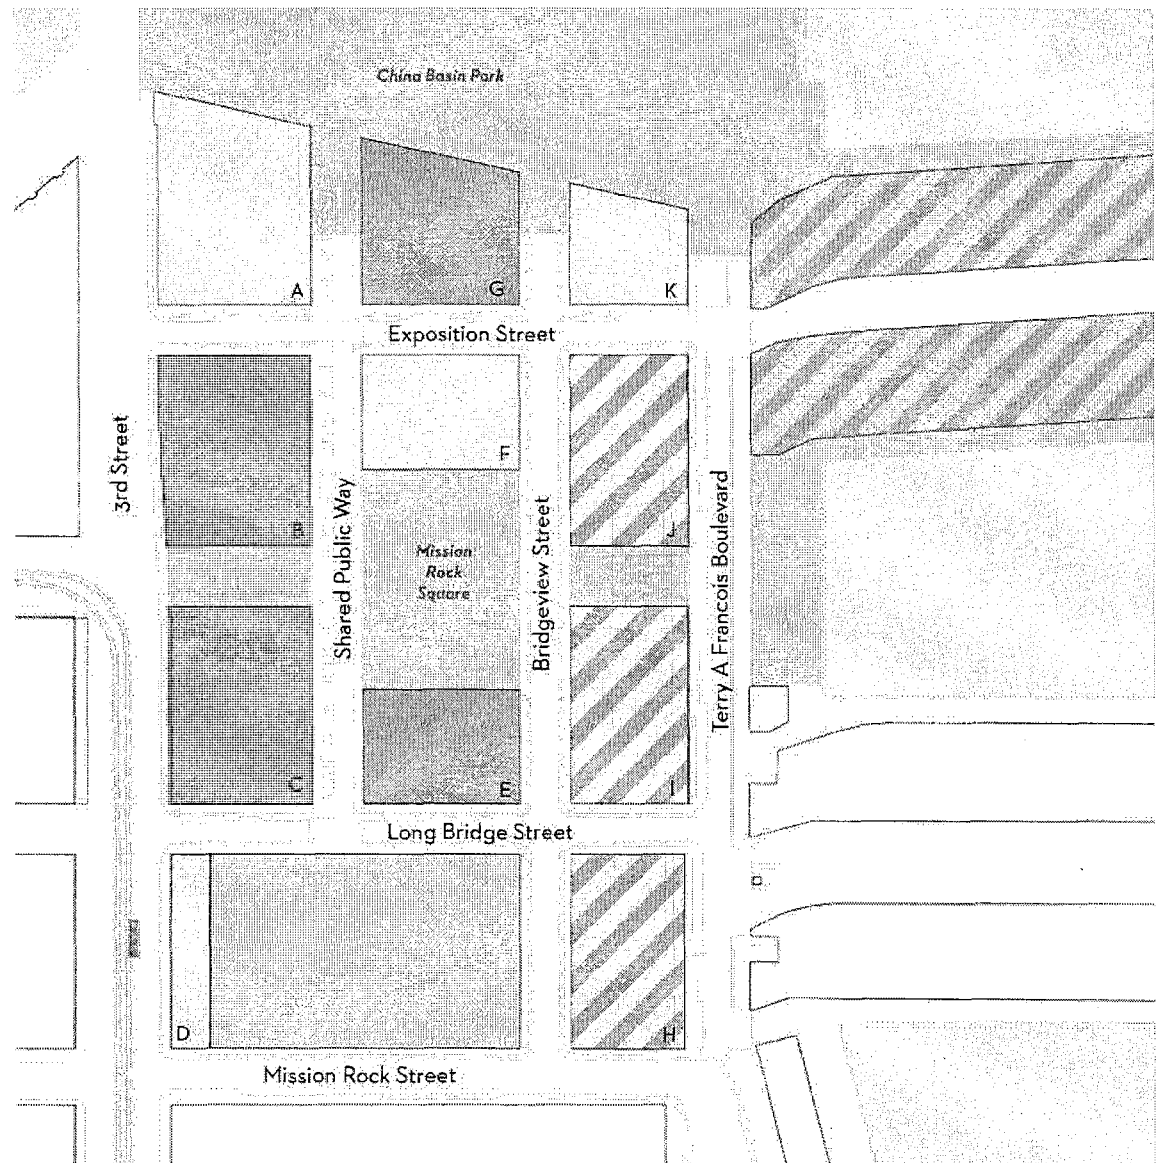 China Basin Park
A
G
K
Exposition Street
3rd Street
B
Shared Public Way
F
Mission
Rock
Square
Bridgeview Street
J
Terry A Francois Boulevard
C
E
I
Long Bridge Street
D
H
Mission Rock Street